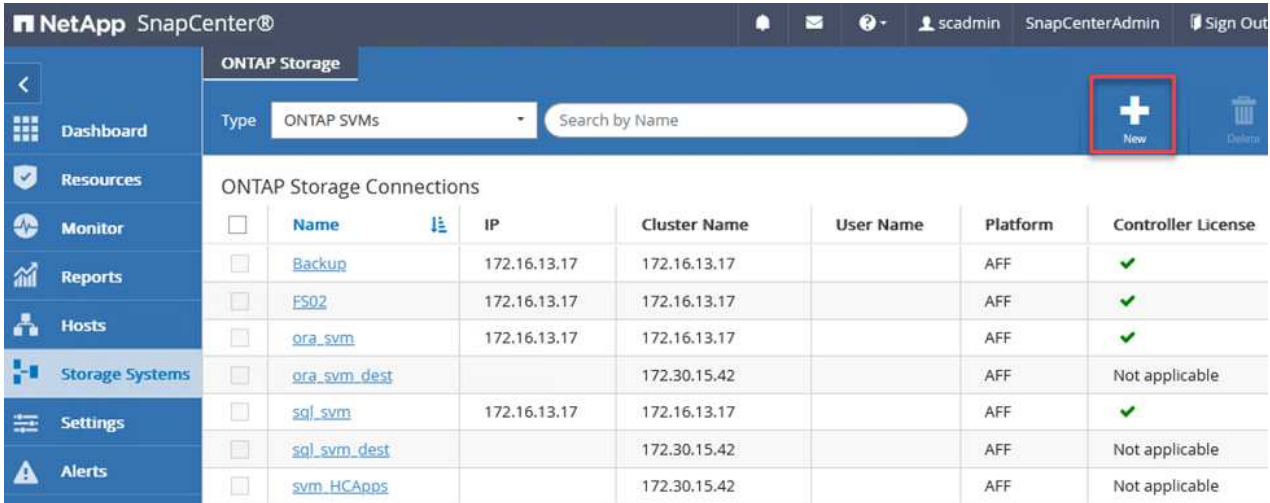 NetApp SnapCenter® scadmin SnapCenterAdmin Sign Out
ONTAP Storage
Type ONTAP SVMs Search by Name New Delete
Dashboard
Resources
Monitor
Reports
Hosts
Storage Systems
Settings
Alerts
ONTAP Storage Connections
Name IP Cluster Name User Name Platform Controller License
Backup 172.16.13.17 172.16.13.17 AFF ✔
FS02 172.16.13.17 172.16.13.17 AFF ✔
ora_svm 172.16.13.17 172.16.13.17 AFF ✔
ora_svm_dest 172.30.15.42 AFF Not applicable
sql_svm 172.16.13.17 172.16.13.17 AFF ✔
sql_svm_dest 172.30.15.42 AFF Not applicable
svm_HCApps 172.30.15.42 AFF Not applicable